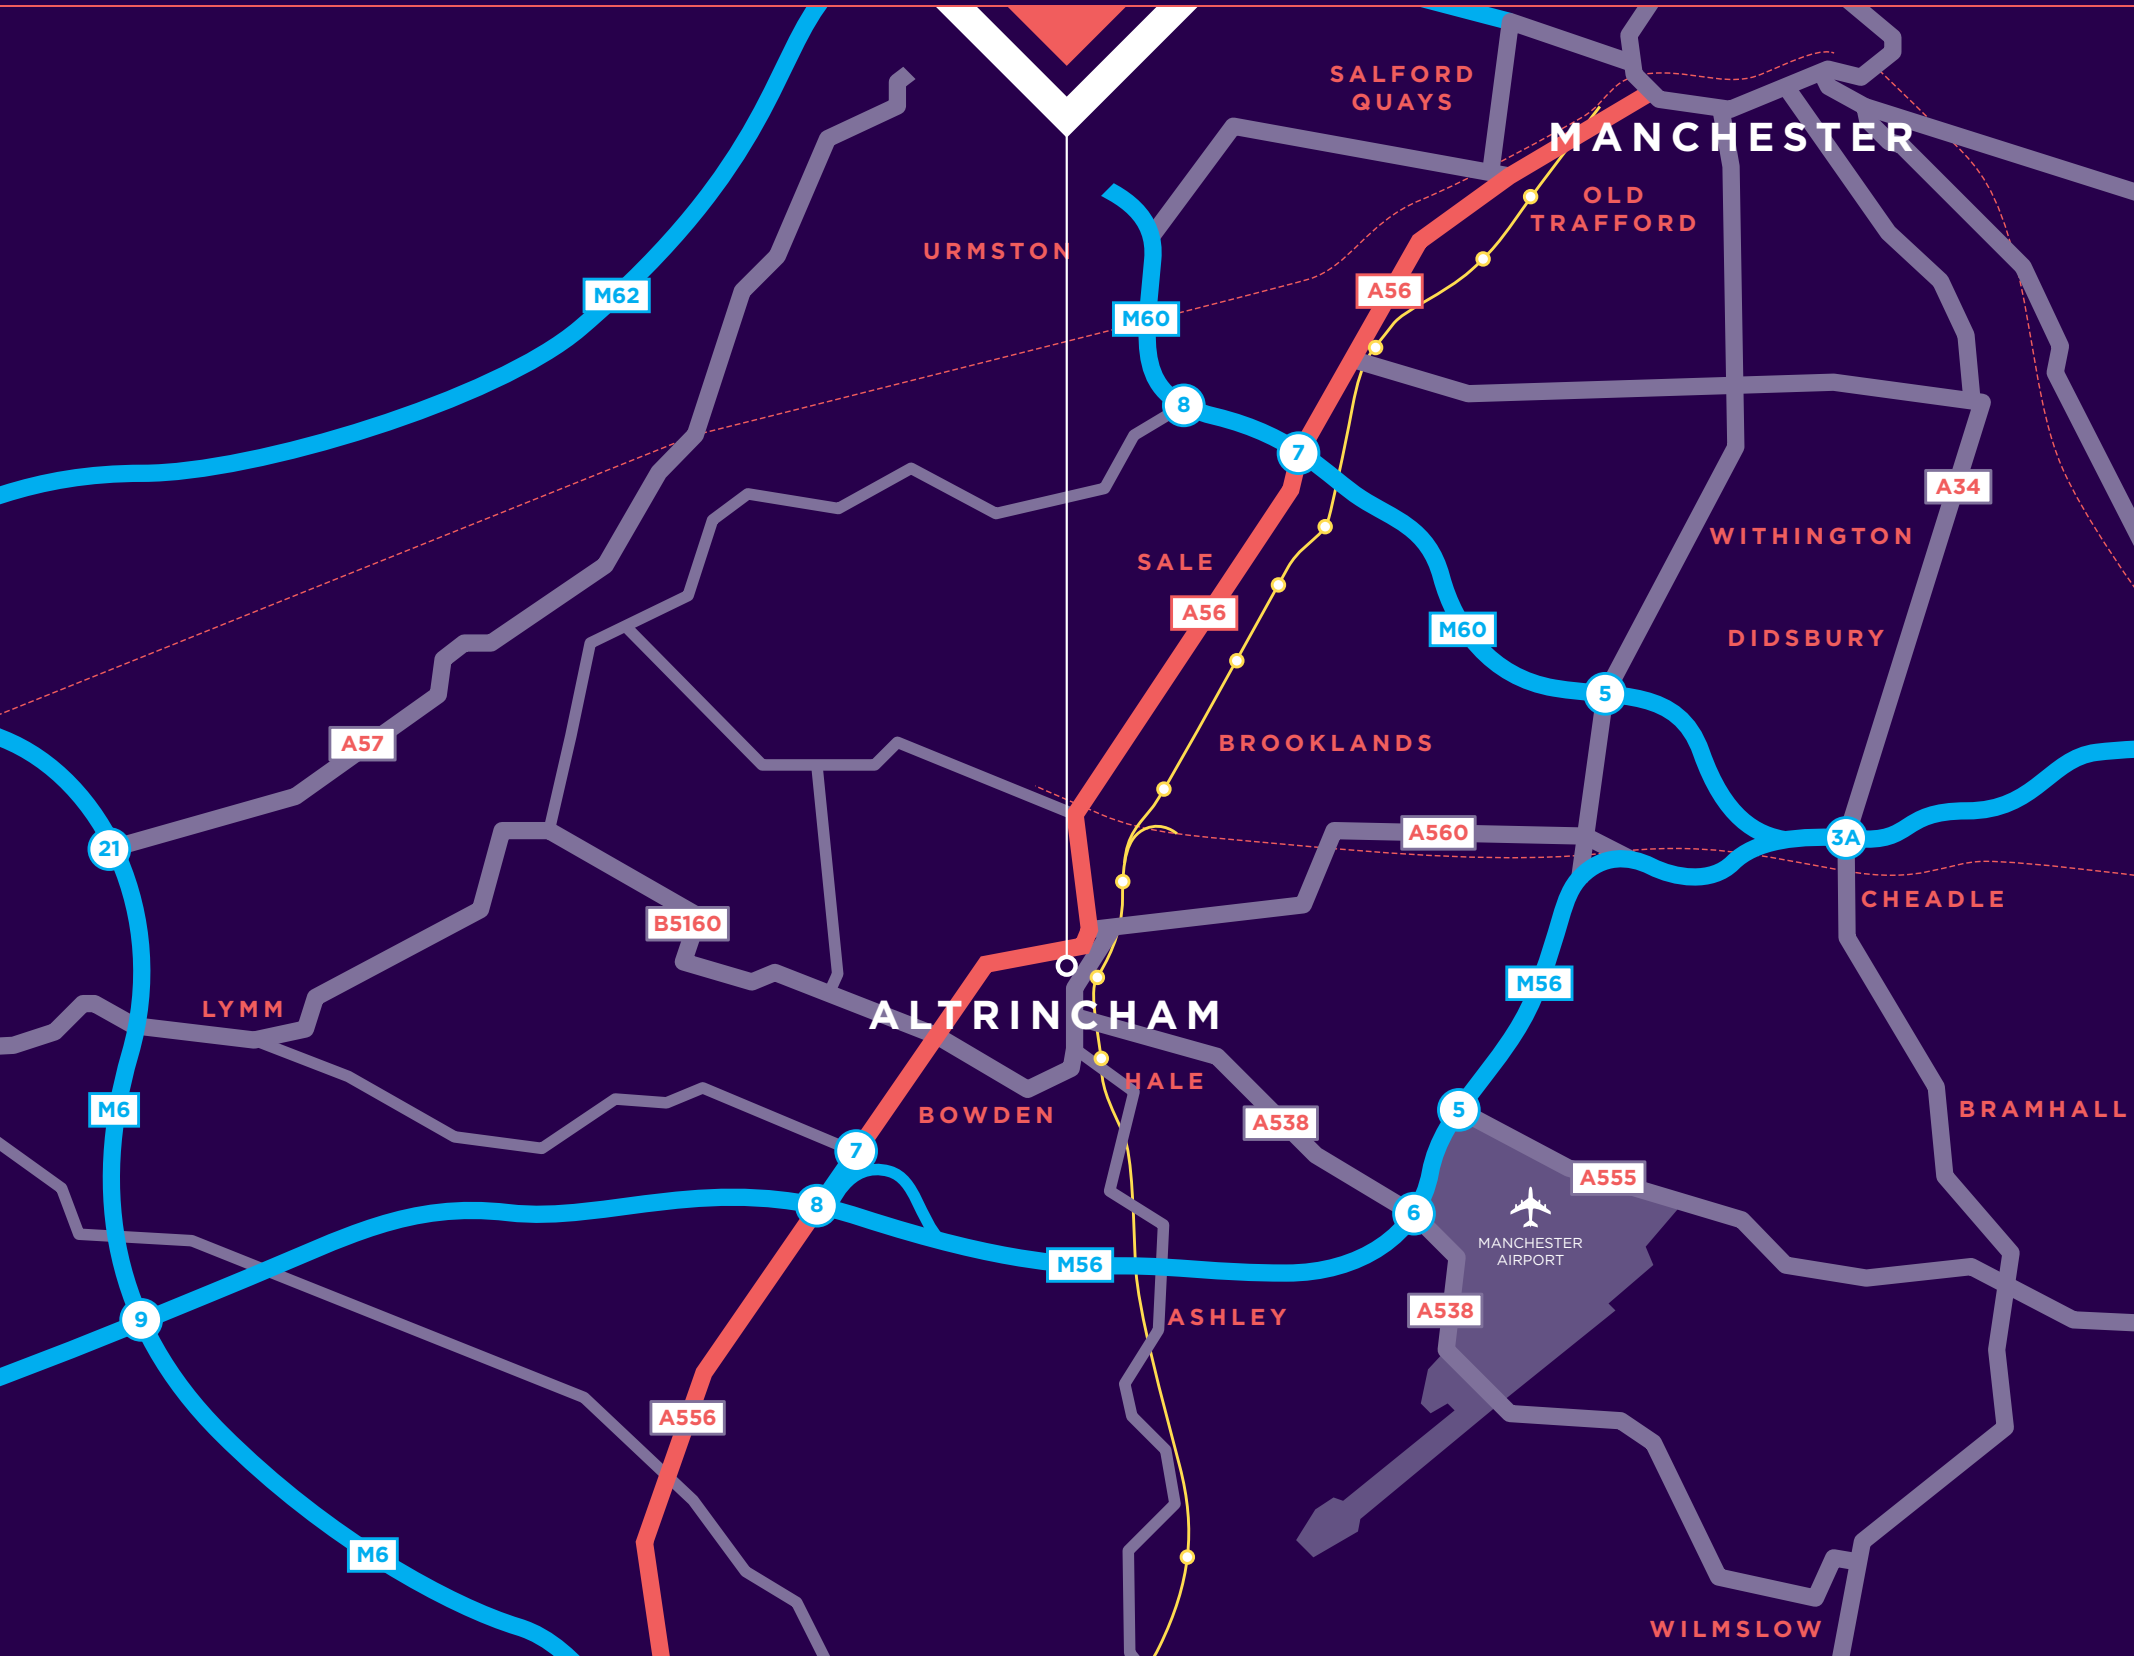 SALFORD
QUAYS
MANCHESTER
OLD
TRAFFORD
URMSTON
M62
A56
M60
8
7
A34
WITHINGTON
SALE
A56
M60
DIDSBURY
5
BROOKLANDS
A57
21
A560
3A
CHEADLE
B5160
M56
LYMM
ALTRINCHAM
HALE
M6
BOWDEN
A538
5
BRAMHALL
7
A555
8
6
MANCHESTER
AIRPORT
M56
9
ASHLEY
A538
A556
M6
WILMSLOW